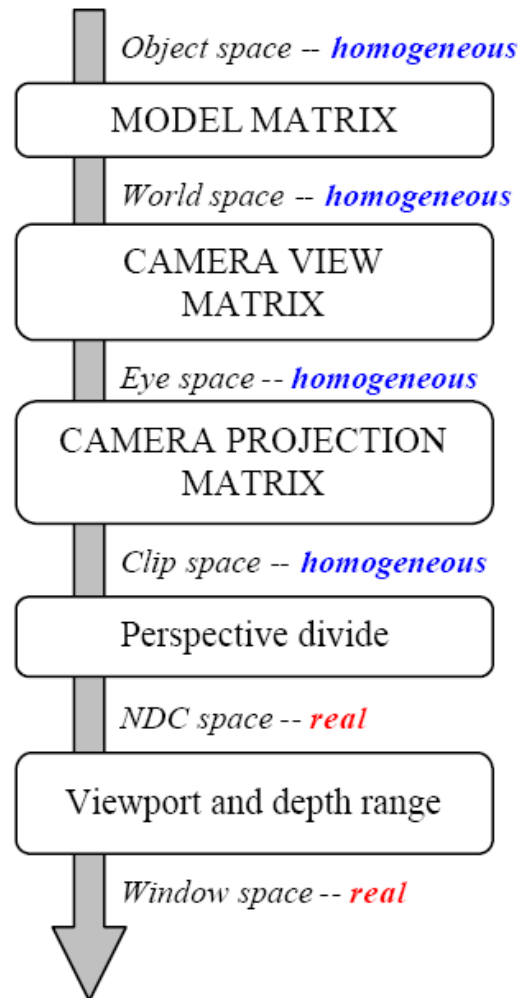 Object space -- homogeneous
MODEL MATRIX
World space -- homogeneous
CAMERA VIEW
MATRIX
Eye space -- homogeneous
CAMERA PROJECTION
MATRIX
Clip space -- homogeneous
Perspective divide
NDC space -- real
Viewport and depth range
Window space -- real